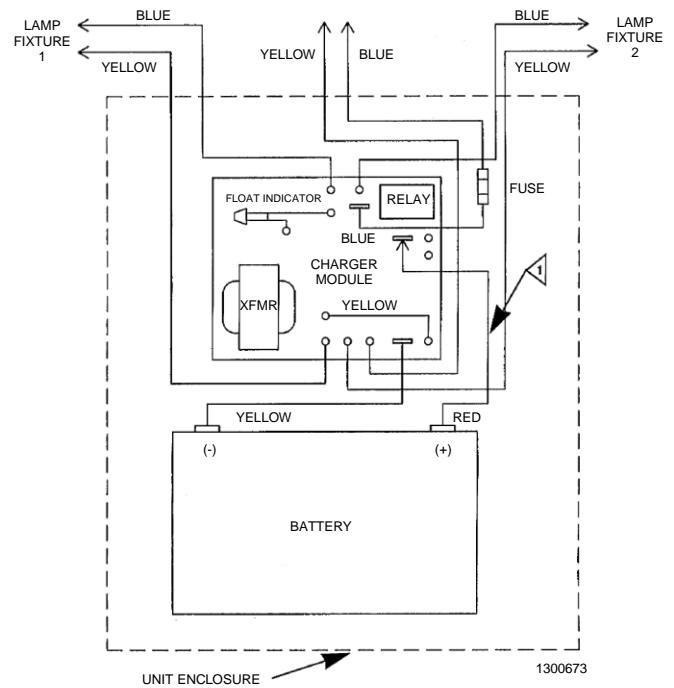 BLUE
BLUE
LAMP
FIXTURE
1
LAMP
FIXTURE
2
YELLOW
BLUE
YELLOW
YELLOW
FLOAT INDICATOR
RELAY
FUSE
BLUE
CHARGER
MODULE
1
XFMR
YELLOW
YELLOW
RED
(-)
(+)
BATTERY
1300673
UNIT ENCLOSURE